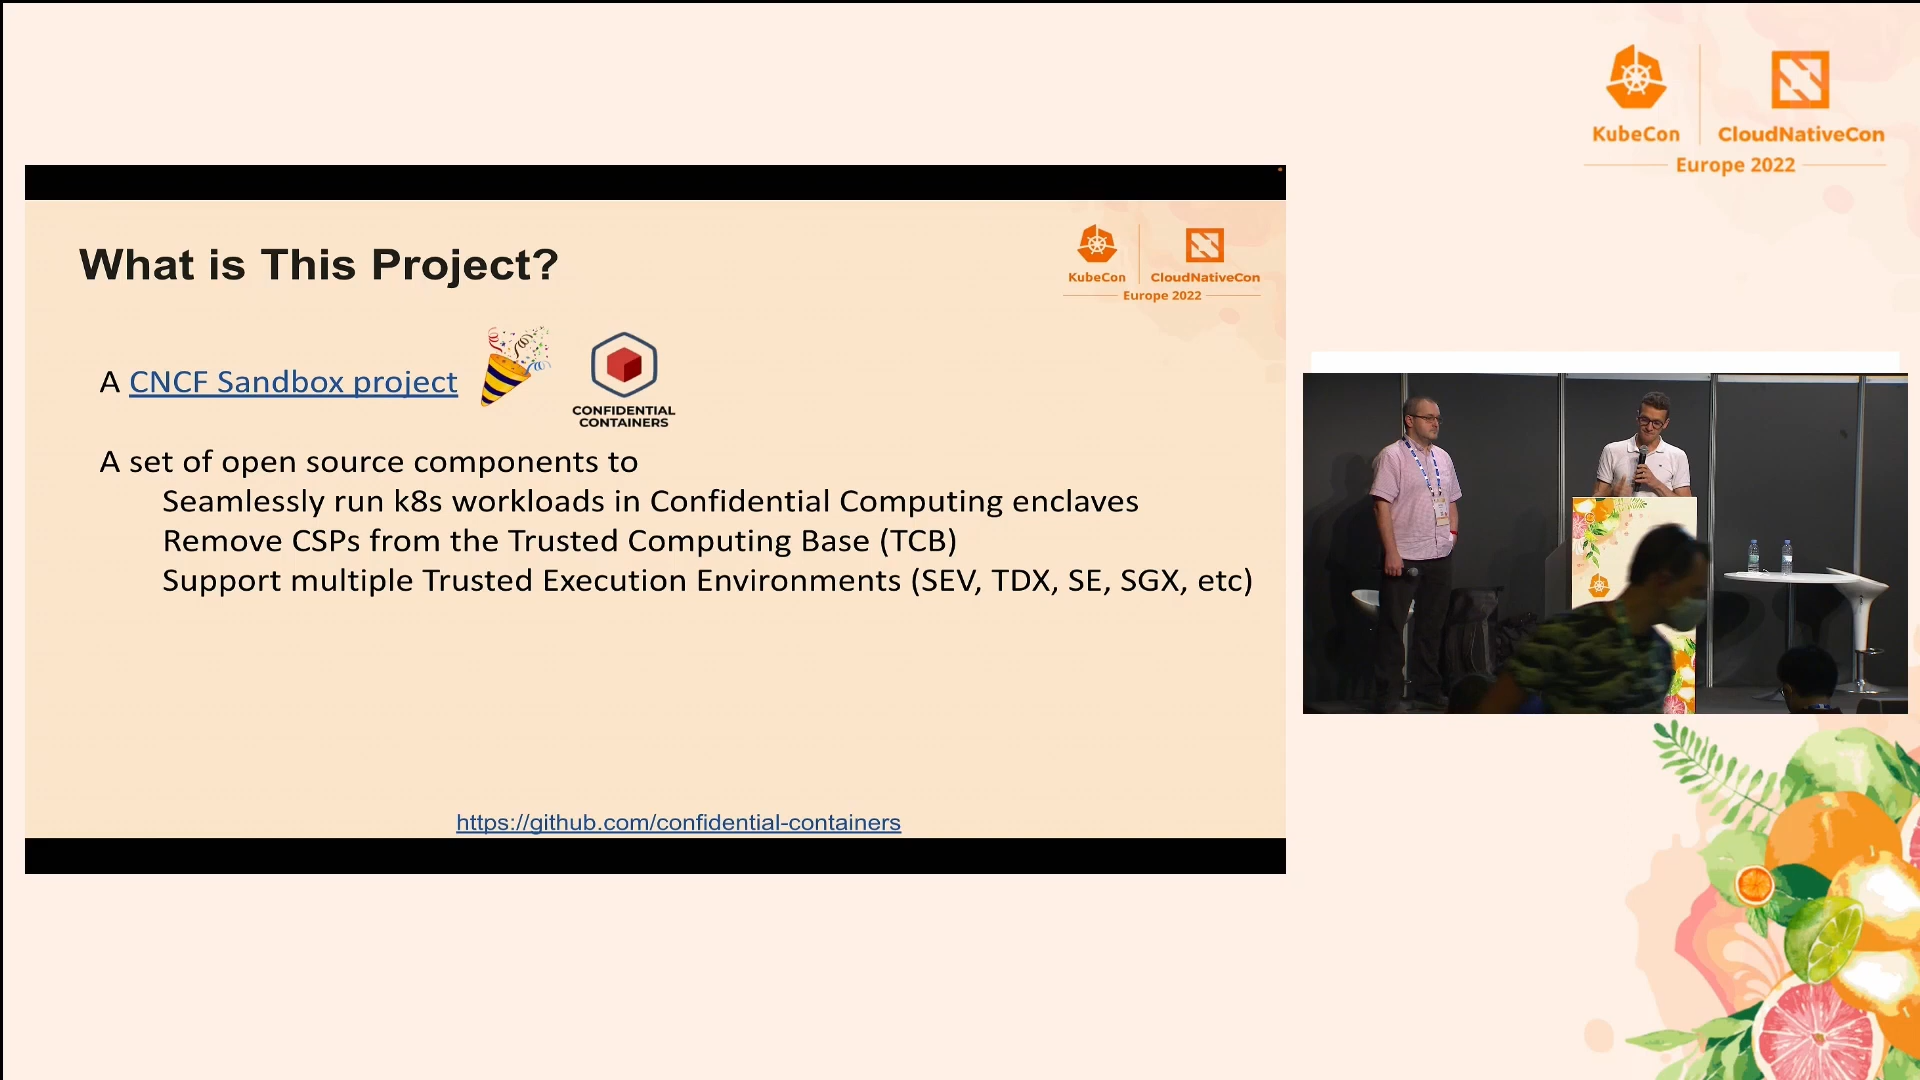 KubeCon
CloudNativeCon
Europe 2022
What is This Project?
KubeCon
CloudNativeCon
Europe 2022
A CNCF Sandbox project
CONFIDENTIAL
CONTAINERS
A set of open source components to
Seamlessly run k8s workloads in Confidential Computing enclaves
Remove CSPs from the Trusted Computing Base (TCB)
Support multiple Trusted Execution Environments (SEV, TDX, SE, SGX, etc)
https://github.com/confidential-containers